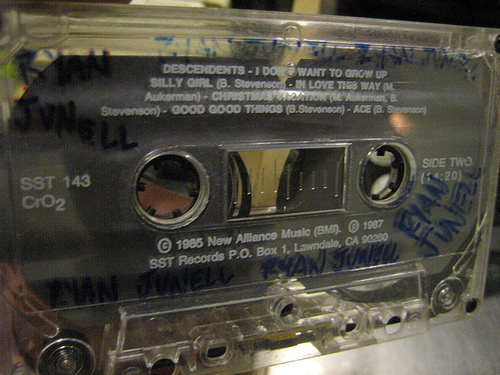 RYAN
JUNELL
DESCENDENTS - I DON'T WANT TO GROW UP
SILLY GIRL (B. Stevenson) - IN LOVE THIS WAY (M.
Aukerman) - CHRISTMAS VACATION (M. Aukerman, B.
Stevenson) - GOOD GOOD THINGS (B.Stevenson) - ACE (B. Stevenson)
SST 143
CrO2
SIDE TWO
(14:20)
© 1985 New Alliance Music (BMI). © 1987
SST Records P.O. Box 1, Lawndale, CA 90260
RYAN
JUNELL
RYAN JUNELL RYAN JUNELL